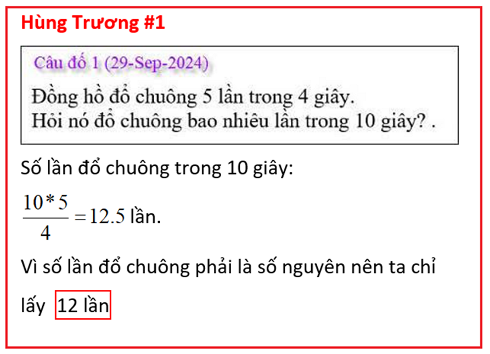 Hùng Trương #1
Câu đố 1 (29-Sep-2024)
Đồng hồ đổ chuông 5 lần trong 4 giây.
Hỏi nó đổ chuông bao nhiêu lần trong 10 giây? .
Số lần đổ chuông trong 10 giây:
10*5
4
=12.5 lần.
Vì số lần đổ chuông phải là số nguyên nên ta chỉ
lấy 12 lần